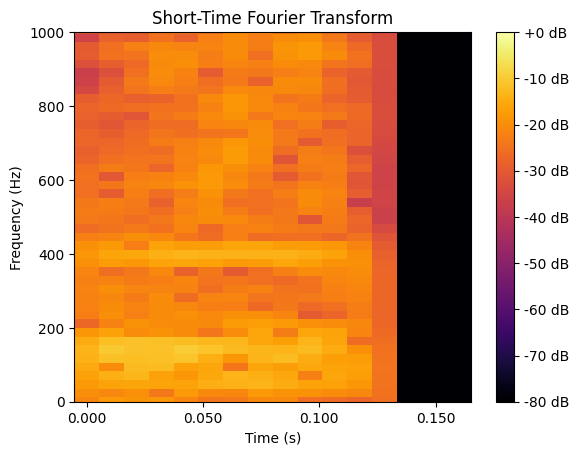 Short-Time Fourier Transform
1000
800
600
400
200
0
Frequency (Hz)
0.000
0.050
0.100
0.150
Time (s)
+0 dB
-10 dB
-20 dB
-30 dB
-40 dB
-50 dB
-60 dB
-70 dB
-80 dB